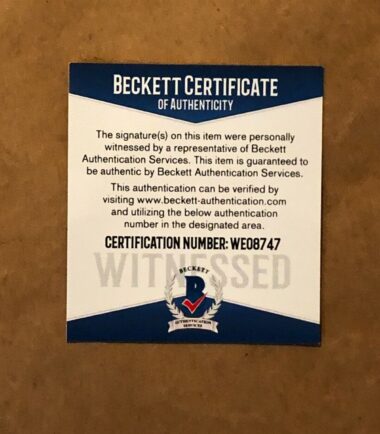 BECKETT CERTIFICATE
OF AUTHENTICITY
The signature(s) on this item were personally
witnessed by a representative of Beckett
Authentication Services. This item is guaranteed to
be authentic by Beckett Authentication Services.
This authentication can be verified by
visiting www.beckett-authentication.com
and utilizing the below authentication
number in the designated area.
CERTIFICATION NUMBER: WE08747
WITNESSED
BECKETT
B
AUTHENTICATION
SERVICES